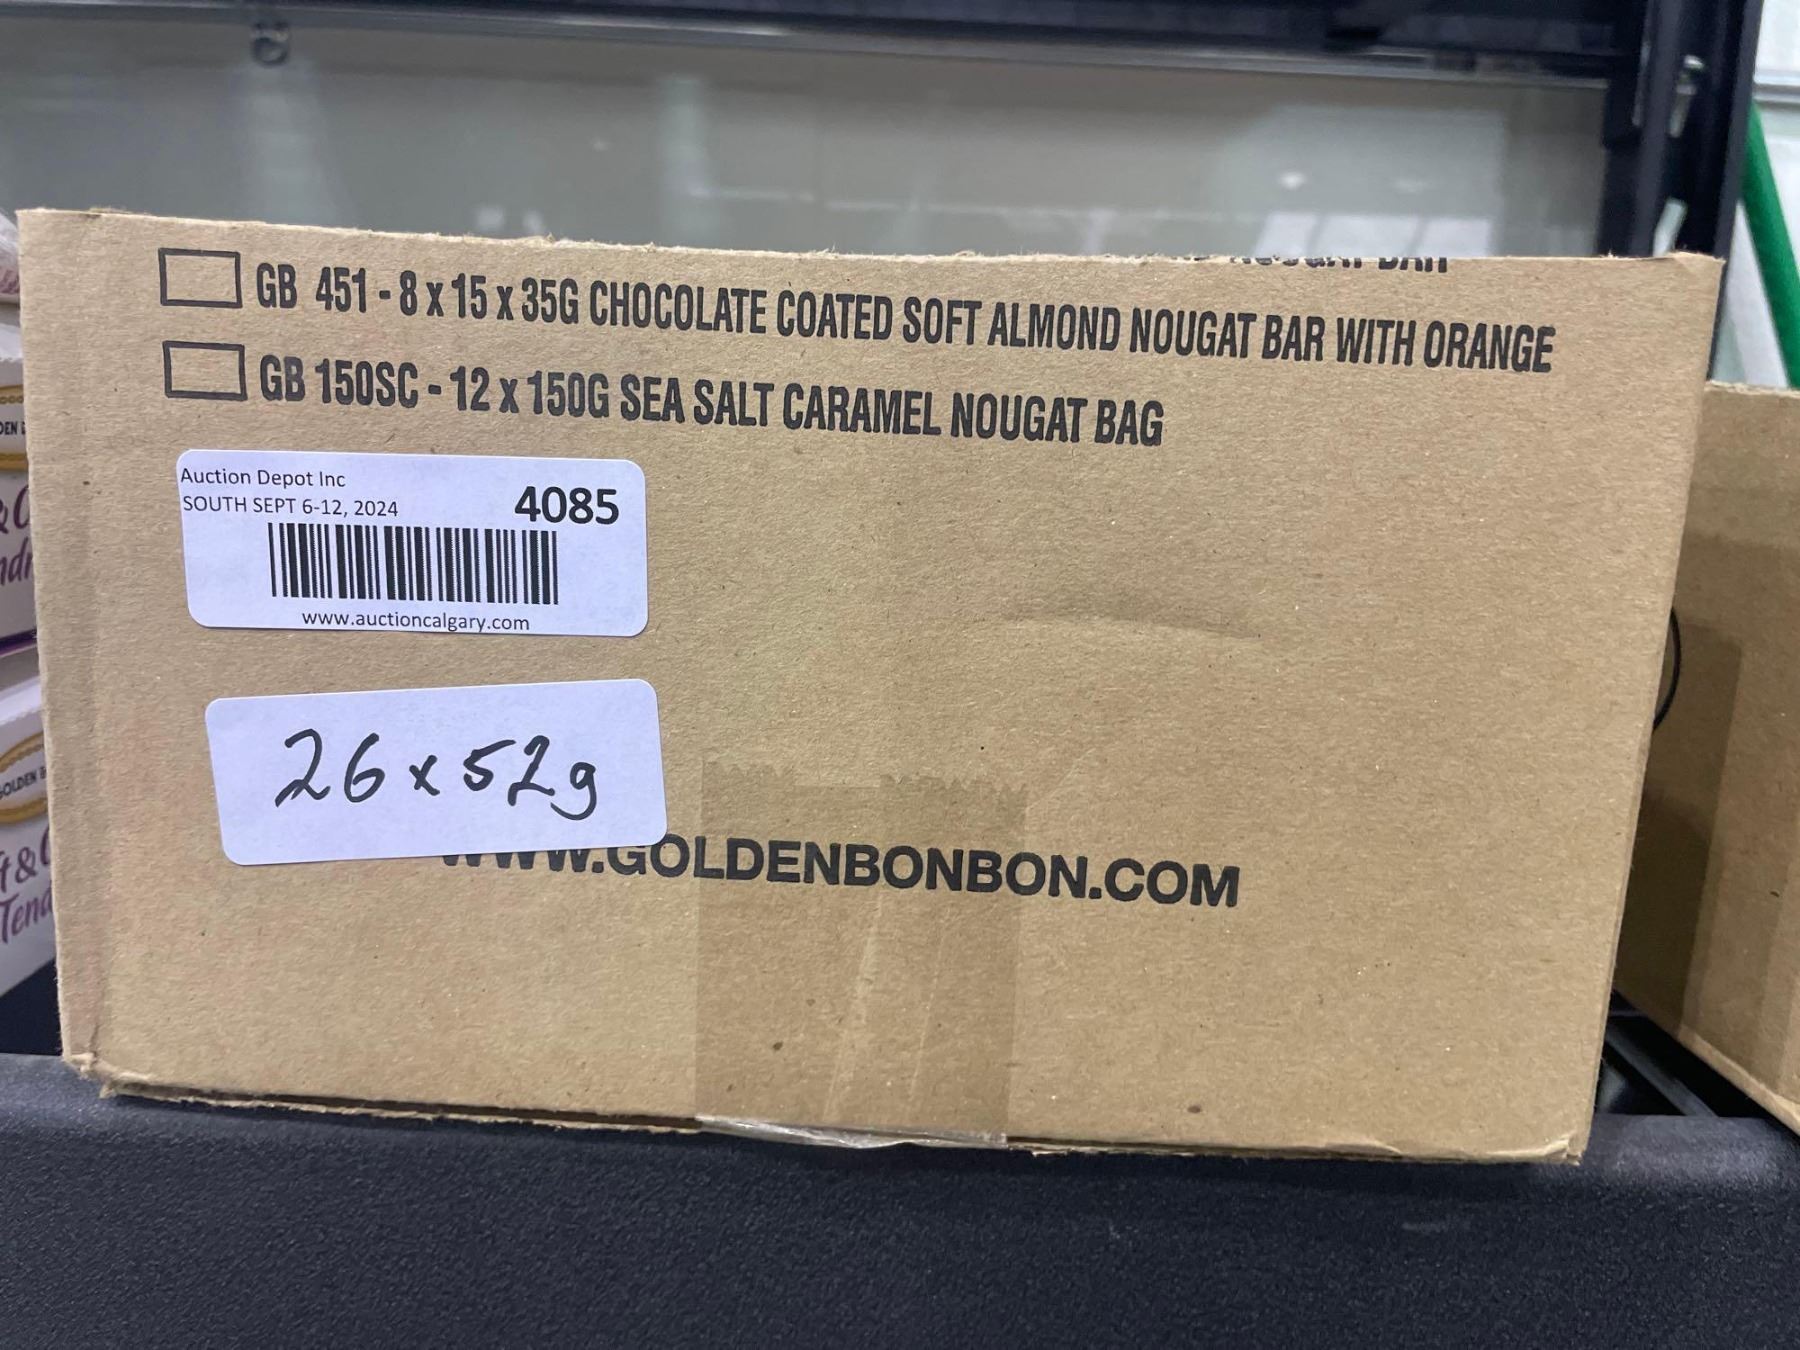 GB 451 - 8 x 15 x 35G CHOCOLATE COATED SOFT ALMOND NOUGAT BAR WITH ORANGE
GB 150SC - 12 x 150G SEA SALT CARAMEL NOUGAT BAG
Auction Depot Inc
SOUTH SEPT 6-12, 2024
4085
www.auctioncalgary.com
26 x 52g
WWW.GOLDENBONBON.COM